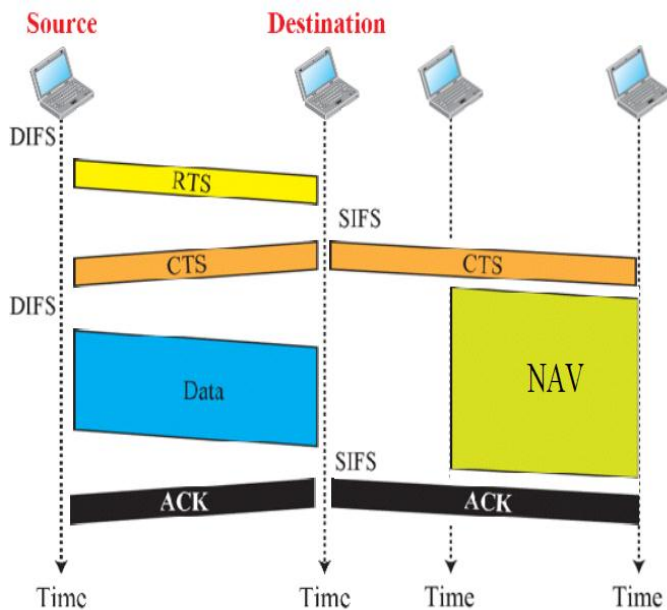 Source
Destination
DIFS
RTS
SIFS
CTS
CTS
DIFS
Data
NAV
SIFS
ACK
ACK
Time
Time
Time
Time